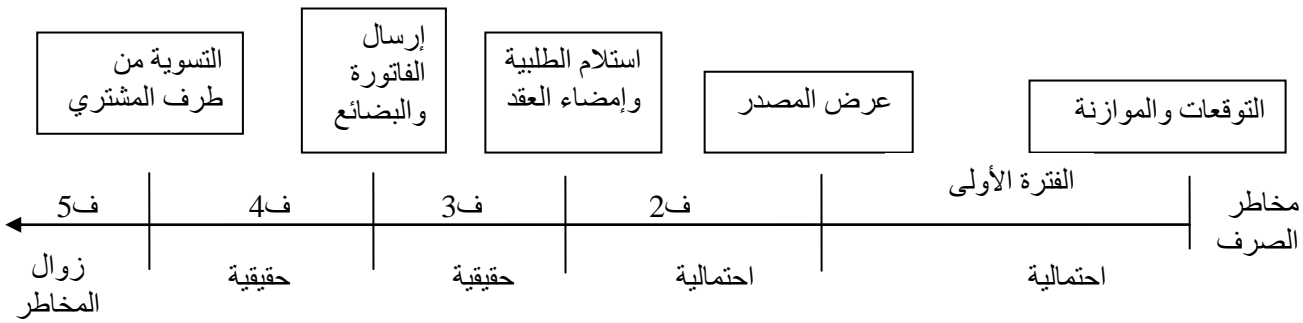 التوقعات والموازنة
عرض المصدر
استلام الطلبية
وإمضاء العقد
إرسال
الفاتورة
والبضائع
التسوية من
طرف المشتري
مخاطر
الصرف
الفترة الأولى
ف2
ف3
ف4
ف5
احتمالية
احتمالية
حقيقية
حقيقية
زوال
المخاطر